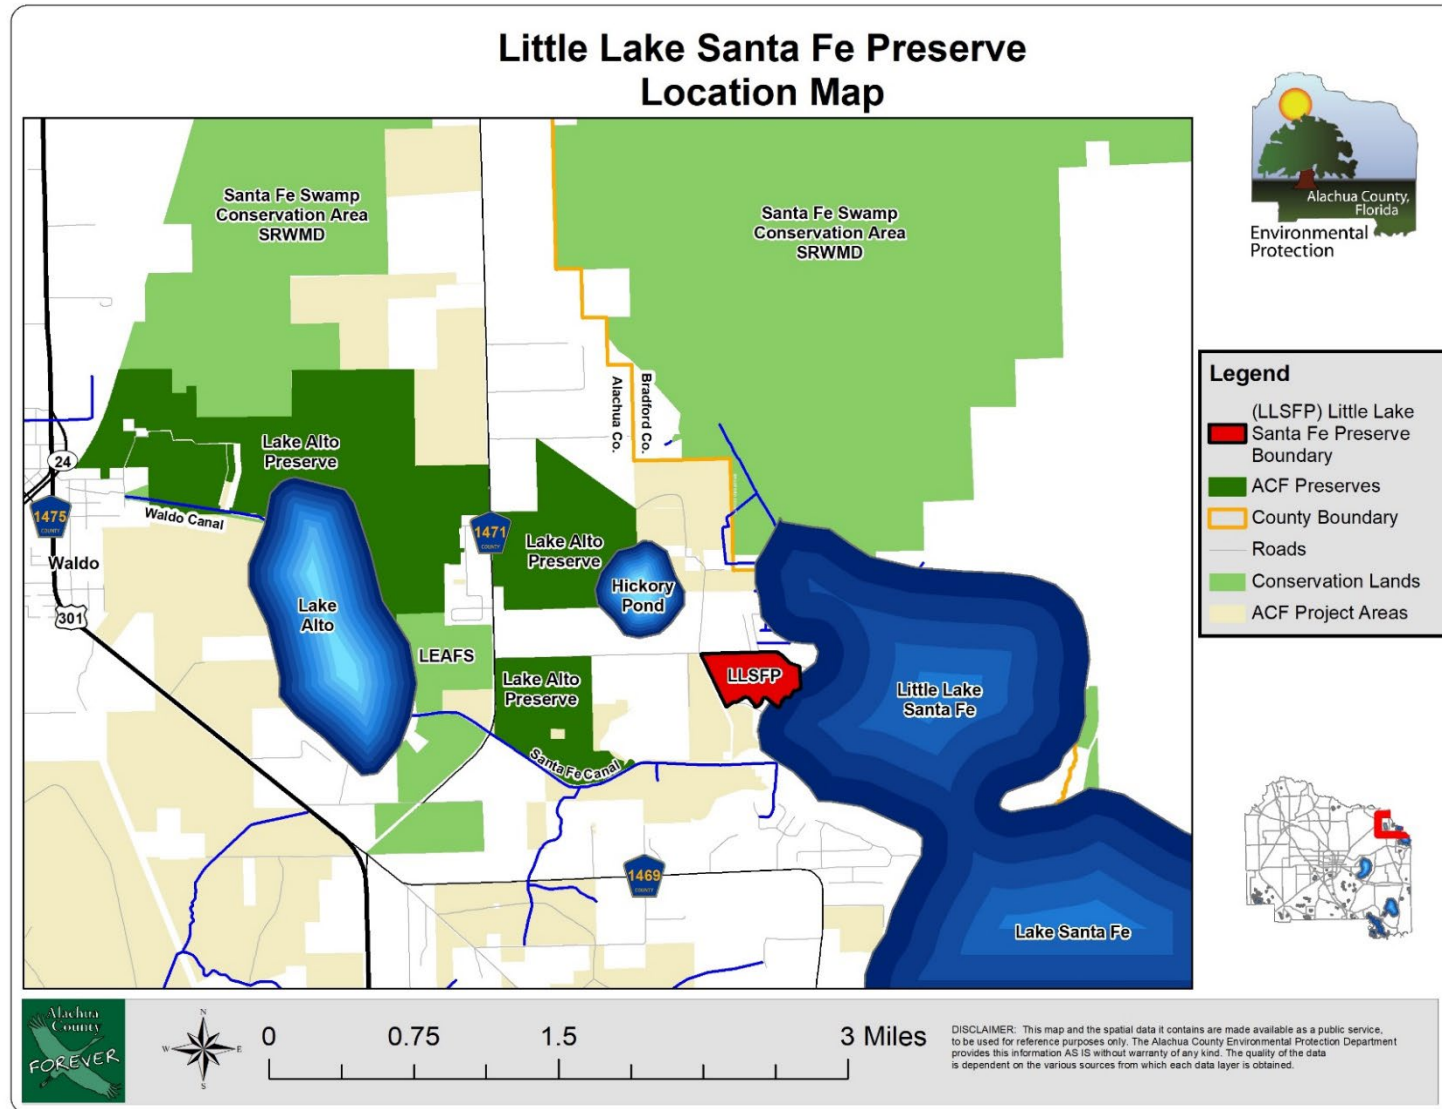 Little Lake Santa Fe Preserve
Location Map
Alachua County,
Florida
Environmental
Protection
Santa Fe Swamp
Conservation Area
SRWMD
Santa Fe Swamp
Conservation Area
SRWMD
Bradford Co.
Alachua Co.
Lake Alto
Preserve
24
1475
COUNTY
Waldo Canal
Waldo
301
Lake
Alto
1471
COUNTY
Lake Alto
Preserve
Hickory
Pond
LEAFS
Lake Alto
Preserve
LLSFP
Little Lake
Santa Fe
Santa Fe Canal
1469
COUNTY
Lake Santa Fe
Legend
(LLSFP) Little Lake
Santa Fe Preserve
Boundary
ACF Preserves
County Boundary
Roads
Conservation Lands
ACF Project Areas
Alachua
County
FOREVER
N
W
E
S
0 0.75 1.5 3 Miles
DISCLAIMER: This map and the spatial data it contains are made available as a public service,
to be used for reference purposes only. The Alachua County Environmental Protection Department
provides this information AS IS without warranty of any kind. The quality of the data
is dependent on the various sources from which each data layer is obtained.